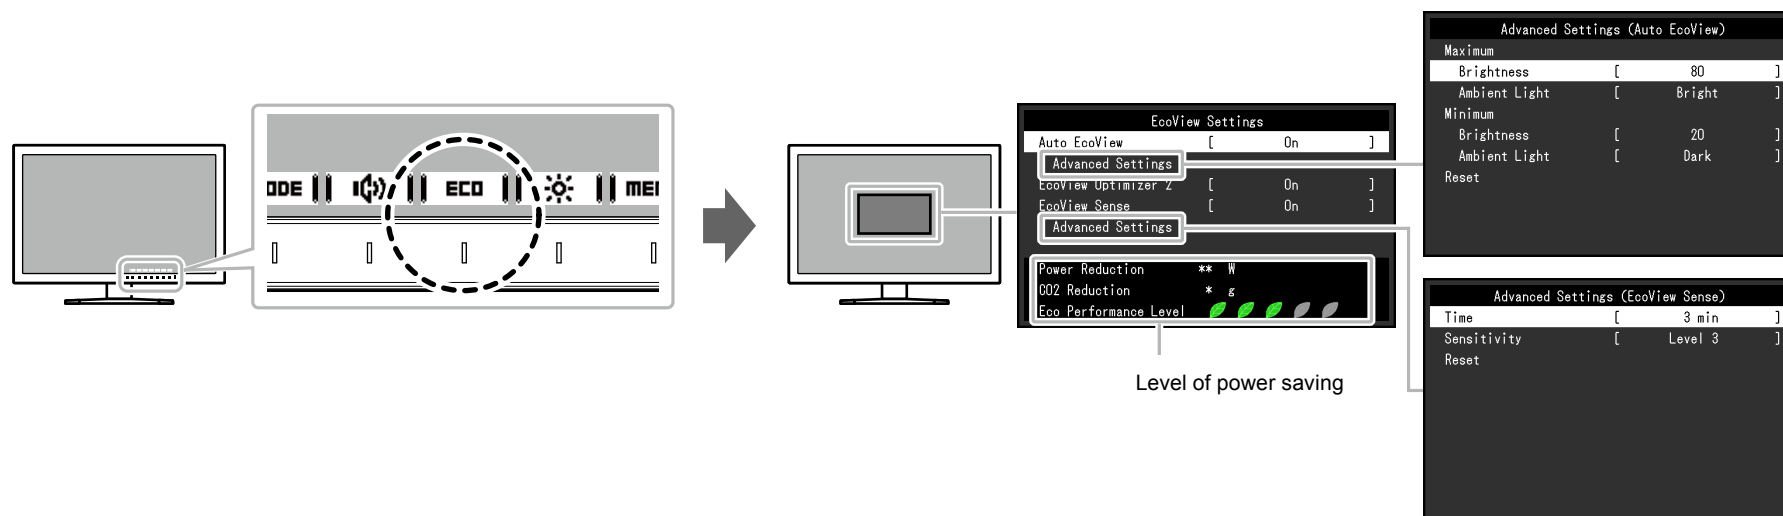 ODE ECO ME
EcoView Settings
Auto EcoView [ On ]
Advanced Settings
EcoView Optimizer 2 [ On ]
EcoView Sense [ On ]
Advanced Settings
Power Reduction ** W
CO2 Reduction * g
Eco Performance Level
Level of power saving
Advanced Settings (Auto EcoView)
Maximum
Brightness [ 80 ]
Ambient Light [ Bright ]
Minimum
Brightness [ 20 ]
Ambient Light [ Dark ]
Reset
Advanced Settings (EcoView Sense)
Time [ 3 min ]
Sensitivity [ Level 3 ]
Reset